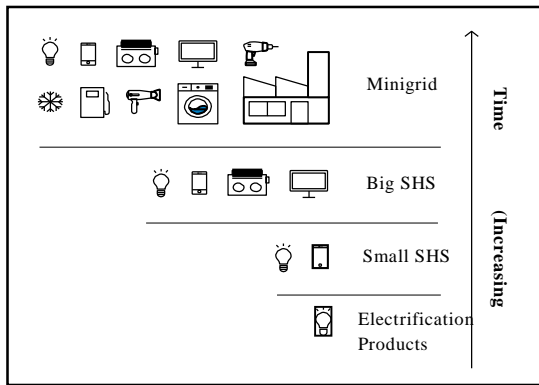 Minigrid
Big SHS
Small SHS
Electrification
Products
Time
(Increasing